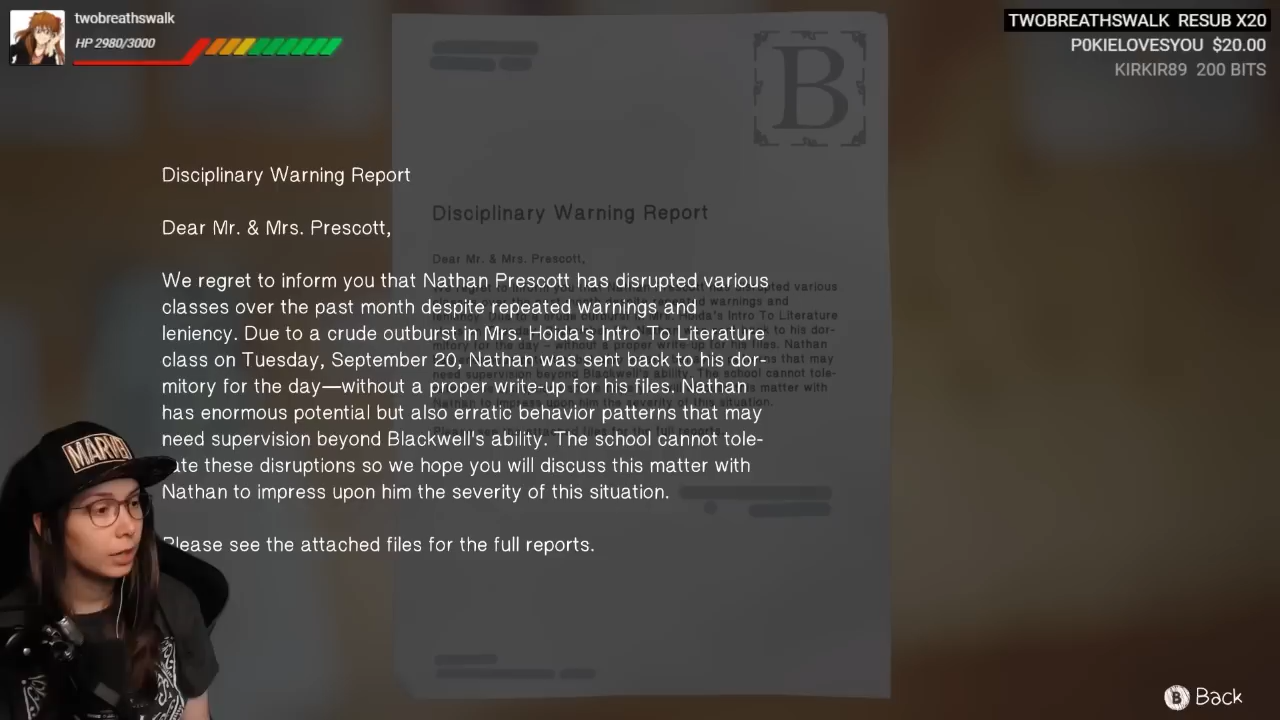 twobreathswalk
HP 2980/3000
TWOBREATHSWALK RESUB X20
P0KIELOVESYOU $20.00
KIRKIR89 200 BITS
B
Disciplinary Warning Report
Dear Mr. & Mrs. Prescott,
We regret to inform you that Nathan Prescott has disrupted various
classes over the past month despite repeated warnings and
leniency. Due to a crude outburst in Mrs. Hoida's Intro To Literature
class on Tuesday, September 20, Nathan was sent back to his dor-
mitory for the day—without a proper write-up for his files. Nathan
has enormous potential but also erratic behavior patterns that may
need supervision beyond Blackwell's ability. The school cannot tole-
ate these disruptions so we hope you will discuss this matter with
Nathan to impress upon him the severity of this situation.
Please see the attached files for the full reports.
Disciplinary Warning Report
Dear Mr. & Mrs. Prescott,
MARVEL
B Back